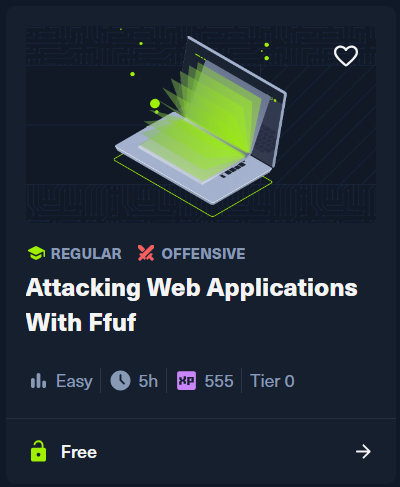 REGULAR OFFENSIVE
Attacking Web Applications
With Ffuf
Easy 5h XP 555 Tier 0
Free